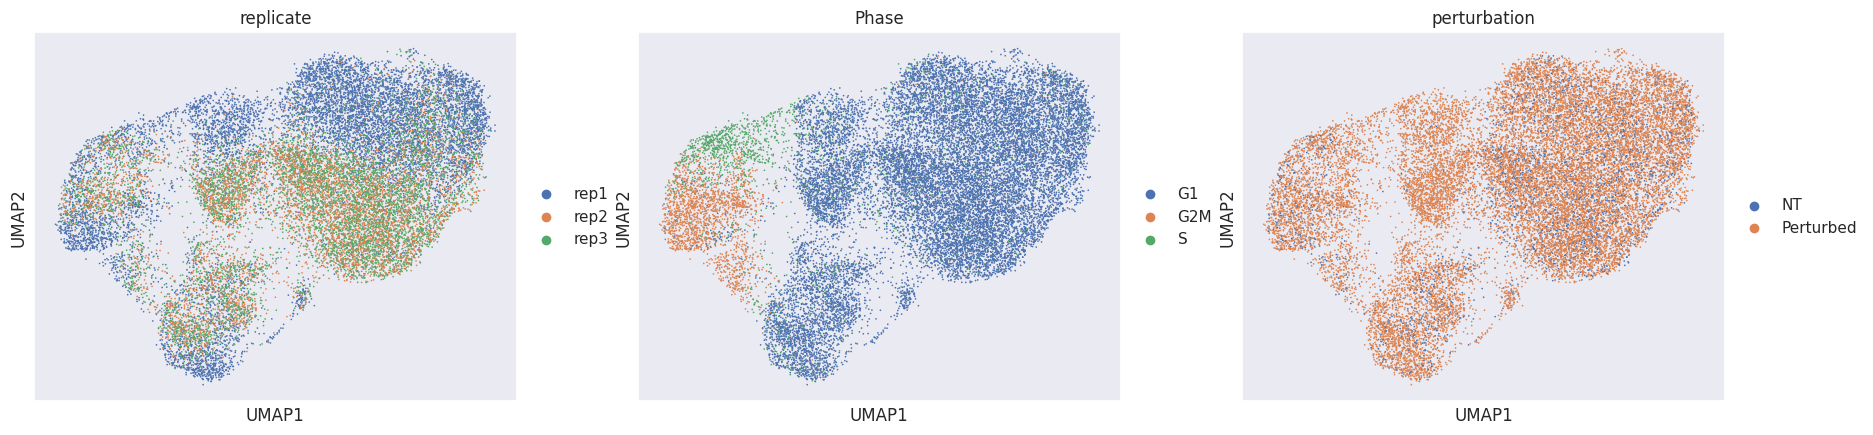 replicate
UMAP2
UMAP1
rep1
rep2
rep3
Phase
UMAP2
UMAP1
G1
G2M
S
perturbation
UMAP2
UMAP1
NT
Perturbed